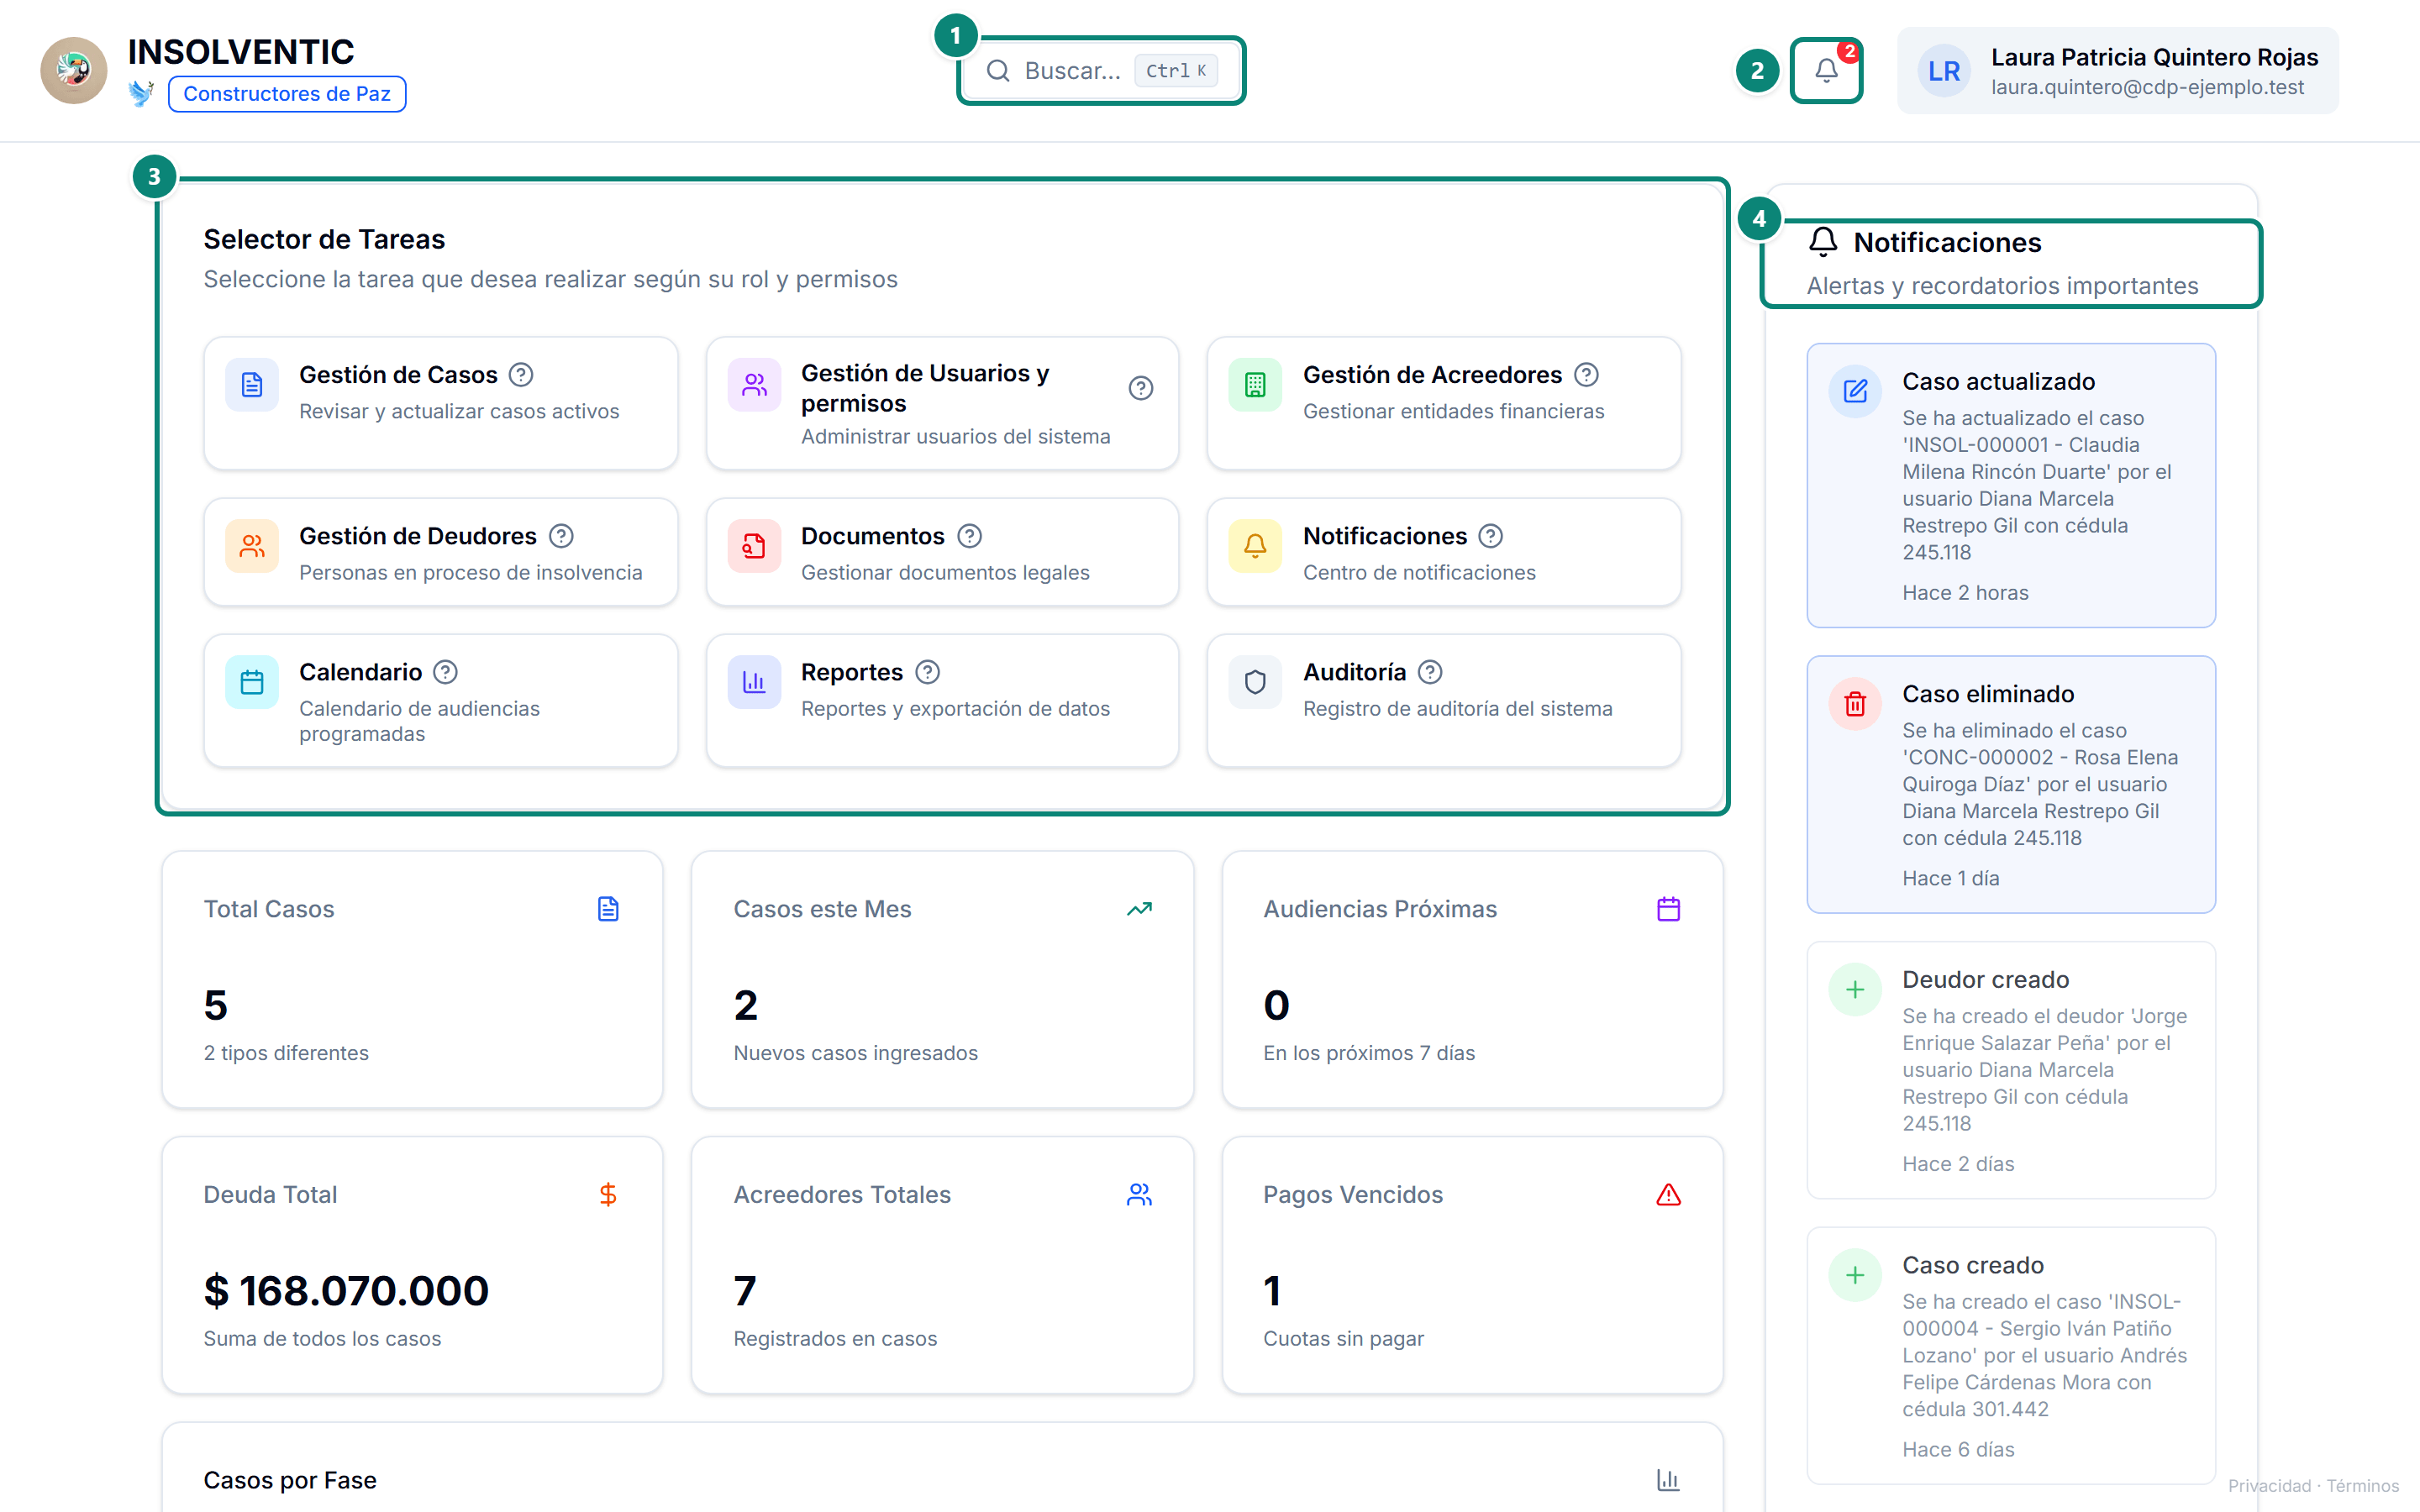 INSOLVENTIC
Constructores de Paz
1
Buscar...
Ctrl K
2
2
LR
Laura Patricia Quintero Rojas
laura.quintero@cdp-ejemplo.test
3
Selector de Tareas
Seleccione la tarea que desea realizar según su rol y permisos
Gestión de Casos
Revisar y actualizar casos activos
Gestión de Usuarios y
permisos
Administrar usuarios del sistema
Gestión de Acreedores
Gestionar entidades financieras
Gestión de Deudores
Personas en proceso de insolvencia
Documentos
Gestionar documentos legales
Notificaciones
Centro de notificaciones
Calendario
Calendario de audiencias
programadas
Reportes
Reportes y exportación de datos
Auditoría
Registro de auditoría del sistema
Total Casos
5
2 tipos diferentes
Casos este Mes
2
Nuevos casos ingresados
Audiencias Próximas
0
En los próximos 7 días
Deuda Total
$ 168.070.000
Suma de todos los casos
Acreedores Totales
7
Registrados en casos
Pagos Vencidos
1
Cuotas sin pagar
Casos por Fase
4
Notificaciones
Alertas y recordatorios importantes
Caso actualizado
Se ha actualizado el caso
'INSOL-000001 - Claudia
Milena Rincón Duarte' por el
usuario Diana Marcela
Restrepo Gil con cédula
245.118
Hace 2 horas
Caso eliminado
Se ha eliminado el caso
'CONC-000002 - Rosa Elena
Quiroga Díaz' por el usuario
Diana Marcela Restrepo Gil
con cédula 245.118
Hace 1 día
Deudor creado
Se ha creado el deudor 'Jorge
Enrique Salazar Peña' por el
usuario Diana Marcela
Restrepo Gil con cédula
245.118
Hace 2 días
Caso creado
Se ha creado el caso 'INSOL-
000004 - Sergio Iván Patiño
Lozano' por el usuario Andrés
Felipe Cárdenas Mora con
cédula 301.442
Hace 6 días
Privacidad · Términos